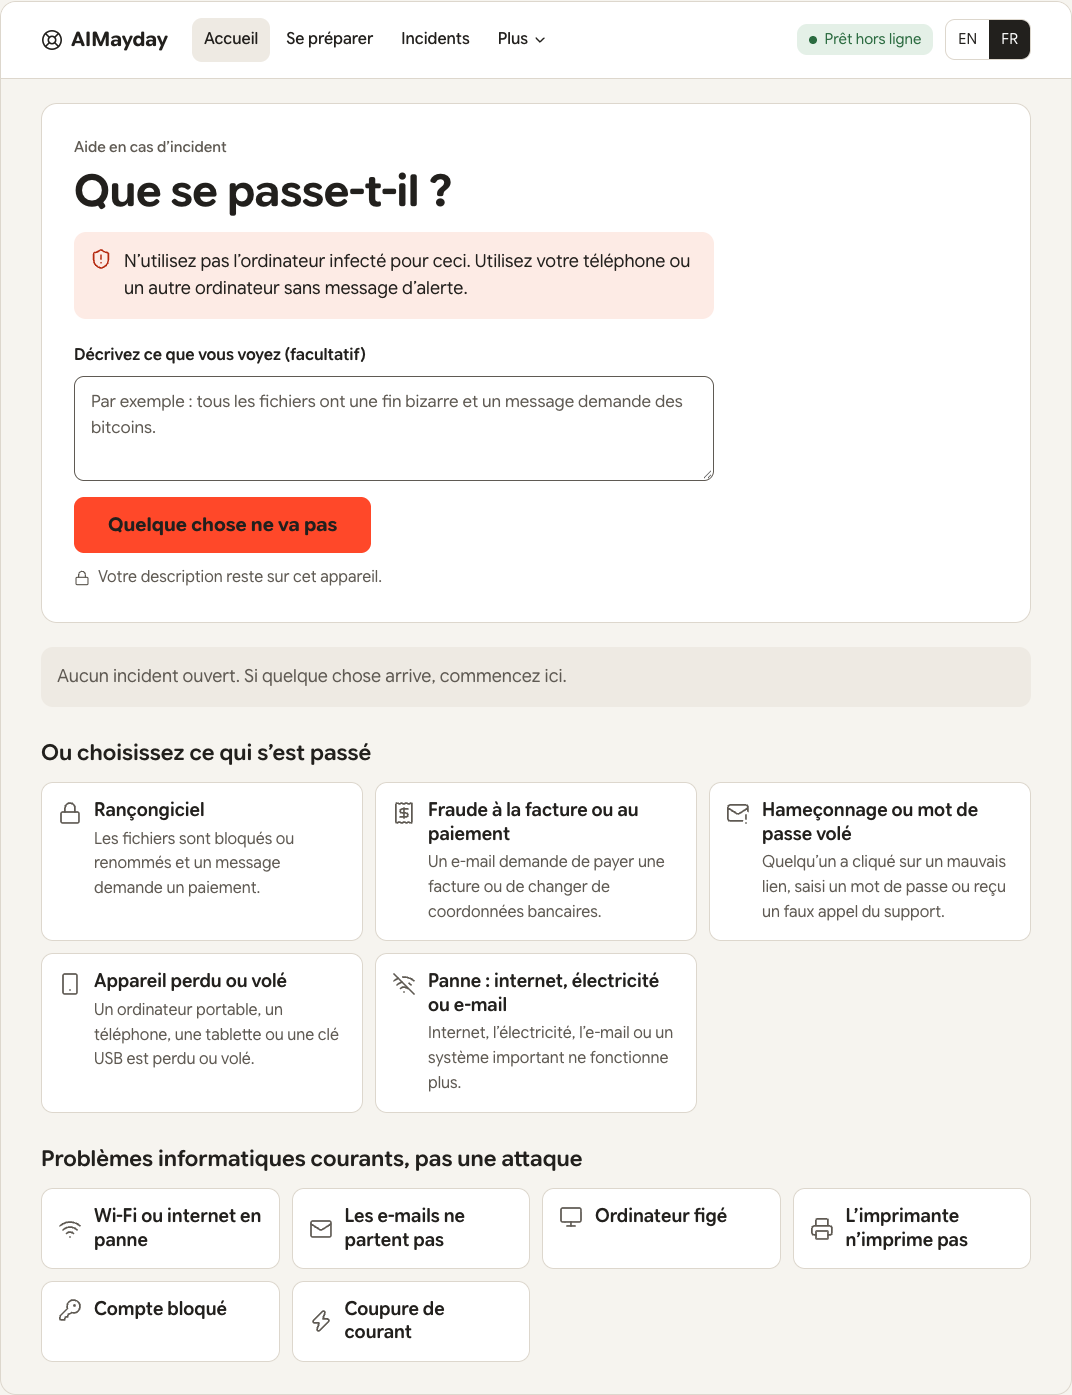 AIMayday
Accueil
Se préparer
Incidents
Plus
Prêt hors ligne
EN
FR
Aide en cas d’incident
Que se passe-t-il ?
N’utilisez pas l’ordinateur infecté pour ceci. Utilisez votre téléphone ou
un autre ordinateur sans message d’alerte.
Décrivez ce que vous voyez (facultatif)
Par exemple : tous les fichiers ont une fin bizarre et un message demande des
bitcoins.
Quelque chose ne va pas
Votre description reste sur cet appareil.
Aucun incident ouvert. Si quelque chose arrive, commencez ici.
Ou choisissez ce qui s’est passé
Rançongiciel
Les fichiers sont bloqués ou
renommés et un message
demande un paiement.
Fraude à la facture ou au
paiement
Un e-mail demande de payer une
facture ou de changer de
coordonnées bancaires.
Hameçonnage ou mot de
passe volé
Quelqu’un a cliqué sur un mauvais
lien, saisi un mot de passe ou reçu
un faux appel du support.
Appareil perdu ou volé
Un ordinateur portable, un
téléphone, une tablette ou une clé
USB est perdu ou volé.
Panne : internet, électricité
ou e-mail
Internet, l’électricité, l’e-mail ou un
système important ne fonctionne
plus.
Problèmes informatiques courants, pas une attaque
Wi-Fi ou internet en
panne
Les e-mails ne
partent pas
Ordinateur figé
L’imprimante
n’imprime pas
Compte bloqué
Coupure de
courant